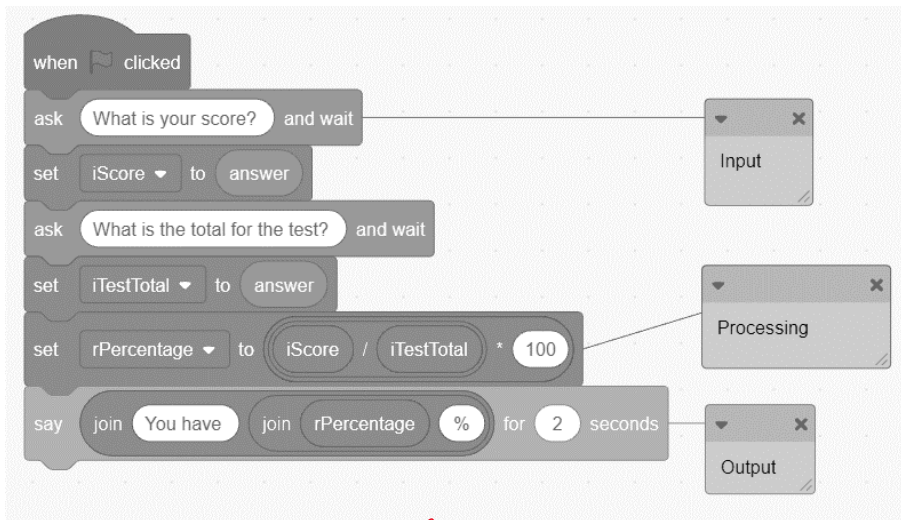 when clicked
ask What is your score? and wait
Input
set iScore to answer
ask What is the total for the test? and wait
set iTestTotal to answer
Processing
set rPercentage to iScore / iTestTotal * 100
say join You have join rPercentage % for 2 seconds
Output